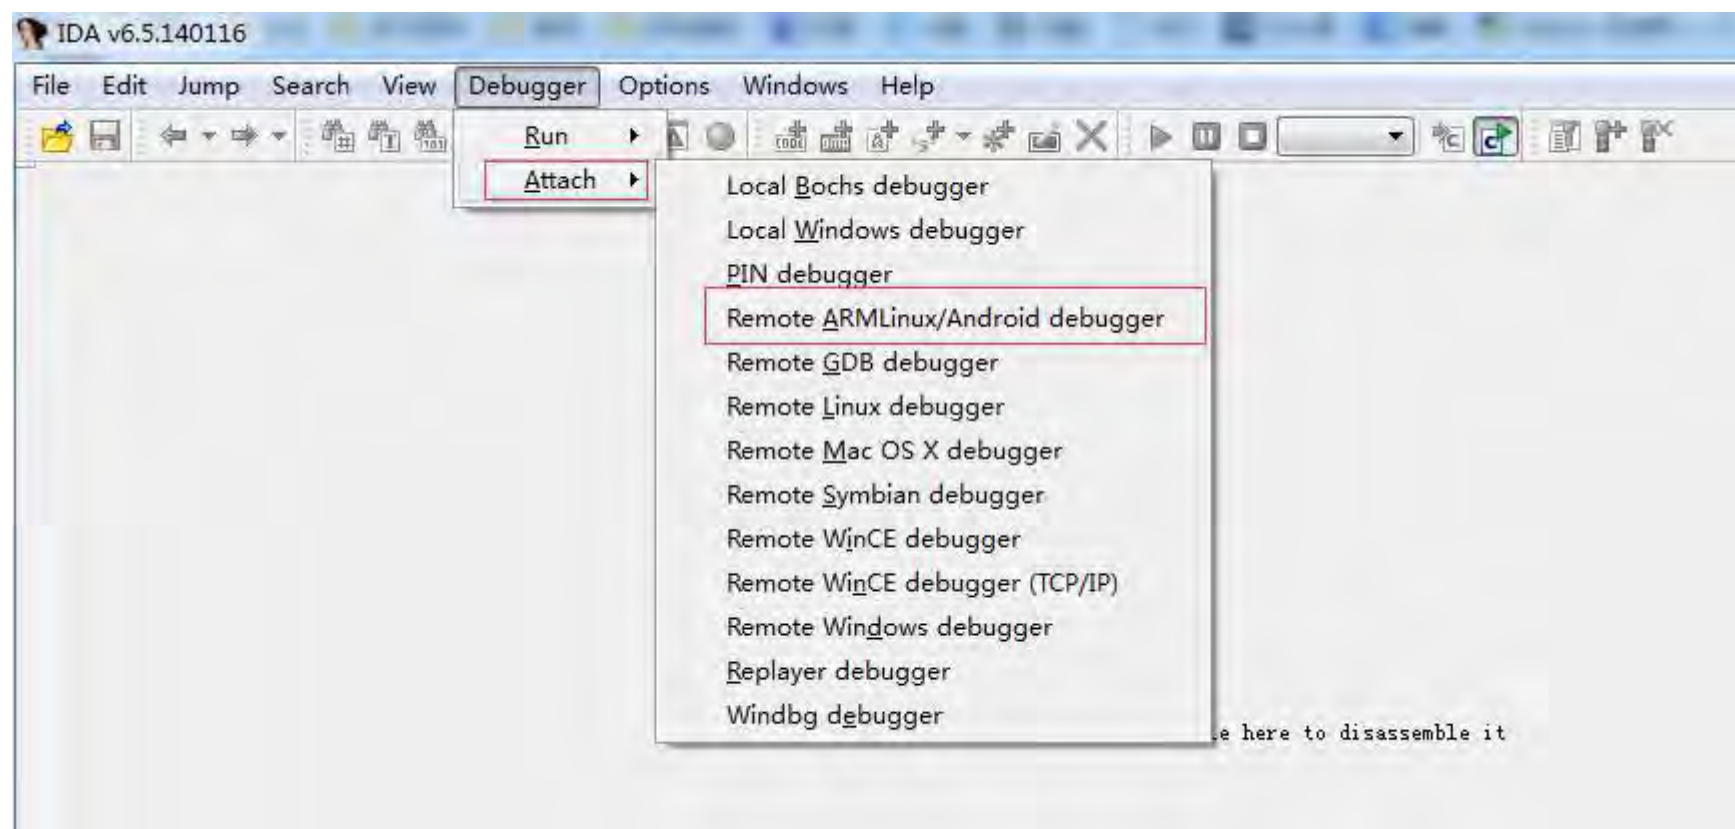 IDA v6.5.140116
File Edit Jump Search View Debugger Options Windows Help
Run
Attach
Local Bochs debugger
Local Windows debugger
PIN debugger
Remote ARMLinux/Android debugger
Remote GDB debugger
Remote Linux debugger
Remote Mac OS X debugger
Remote Symbian debugger
Remote WinCE debugger
Remote WinCE debugger (TCP/IP)
Remote Windows debugger
Replayer debugger
Windbg debugger
here to disassemble it